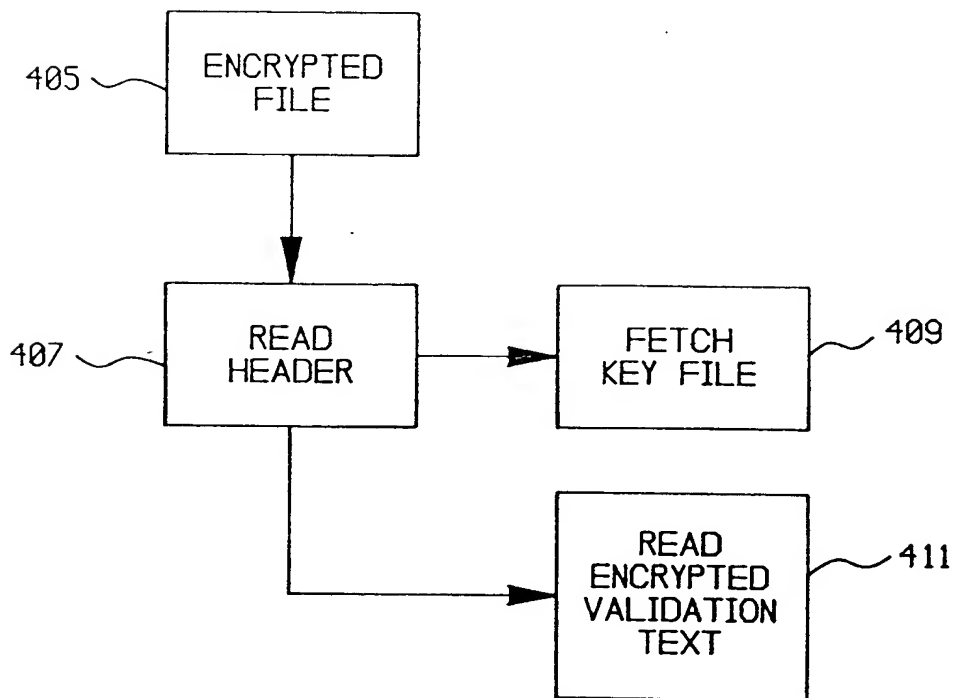 405
ENCRYPTED
FILE
407
READ
HEADER
FETCH
KEY FILE
409
READ
ENCRYPTED
VALIDATION
TEXT
411